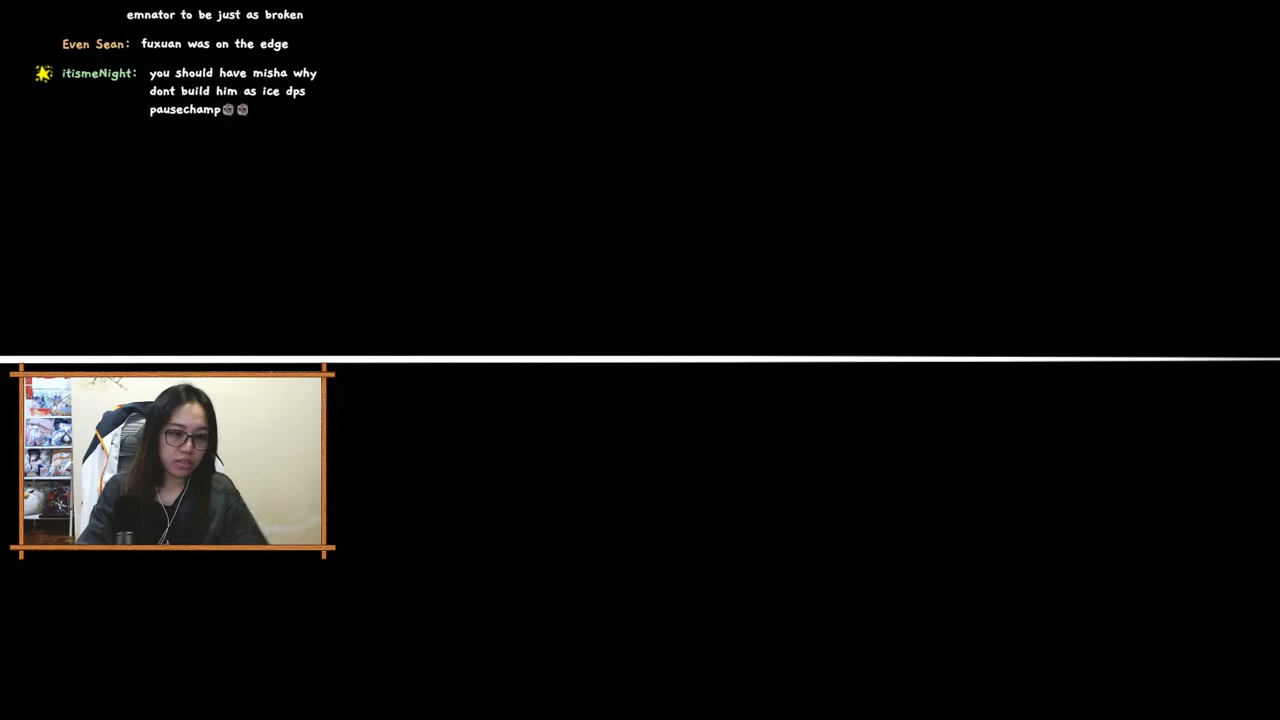 emnator to be just as broken
Even Sean: fuxuan was on the edge
itismeNight: you should have misha why
dont build him as ice dps
pausechamp